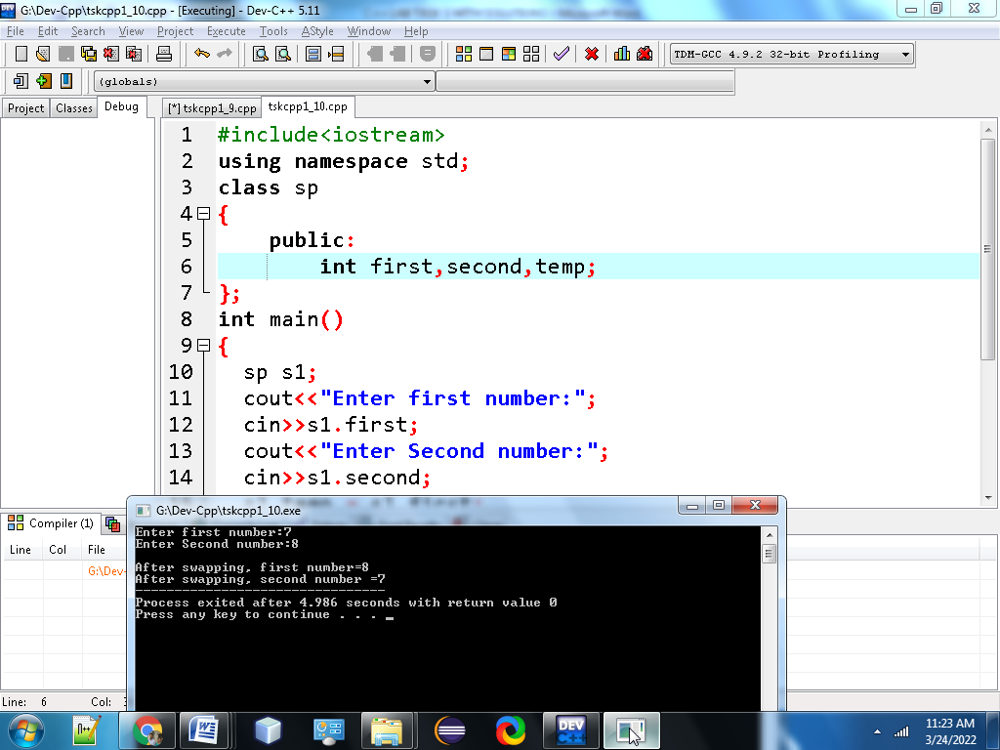 G:\Dev-Cpp\tskcpp1_10.cpp - [Executing] - Dev-C++ 5.11
File Edit Search View Project Execute Tools AStyle Window Help
TDM-GCC 4.9.2 32-bit Profiling
(globals)
Project Classes Debug
[*] tskcpp1_9.cpp tskcpp1_10.cpp
1 #include<iostream>
2 using namespace std;
3 class sp
4 {
5 public:
6 int first,second,temp;
7 };
8 int main()
9 {
10 sp s1;
11 cout<<"Enter first number:";
12 cin>>s1.first;
13 cout<<"Enter Second number:";
14 cin>>s1.second;
Compiler (1)
Line Col File
G:\Dev-
G:\Dev-Cpp\tskcpp1_10.exe
Enter first number:7
Enter Second number:8
After swapping, first number=8
After swapping, second number =7
--------------------------------
Process exited after 4.986 seconds with return value 0
Press any key to continue . . .
Line: 6 Col:
n++
W
DEV
C++
11:23 AM
3/24/2022